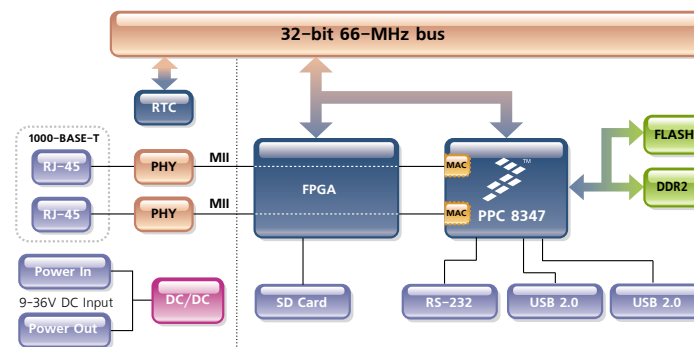 32-bit 66-MHz bus
RTC
1000-BASE-T
RJ-45
PHY
MII
FPGA
MAC
TM
PPC 8347
FLASH
DDR2
RJ-45
PHY
MII
MAC
Power In
9-36V DC Input
Power Out
DC/DC
SD Card
RS-232
USB 2.0
USB 2.0